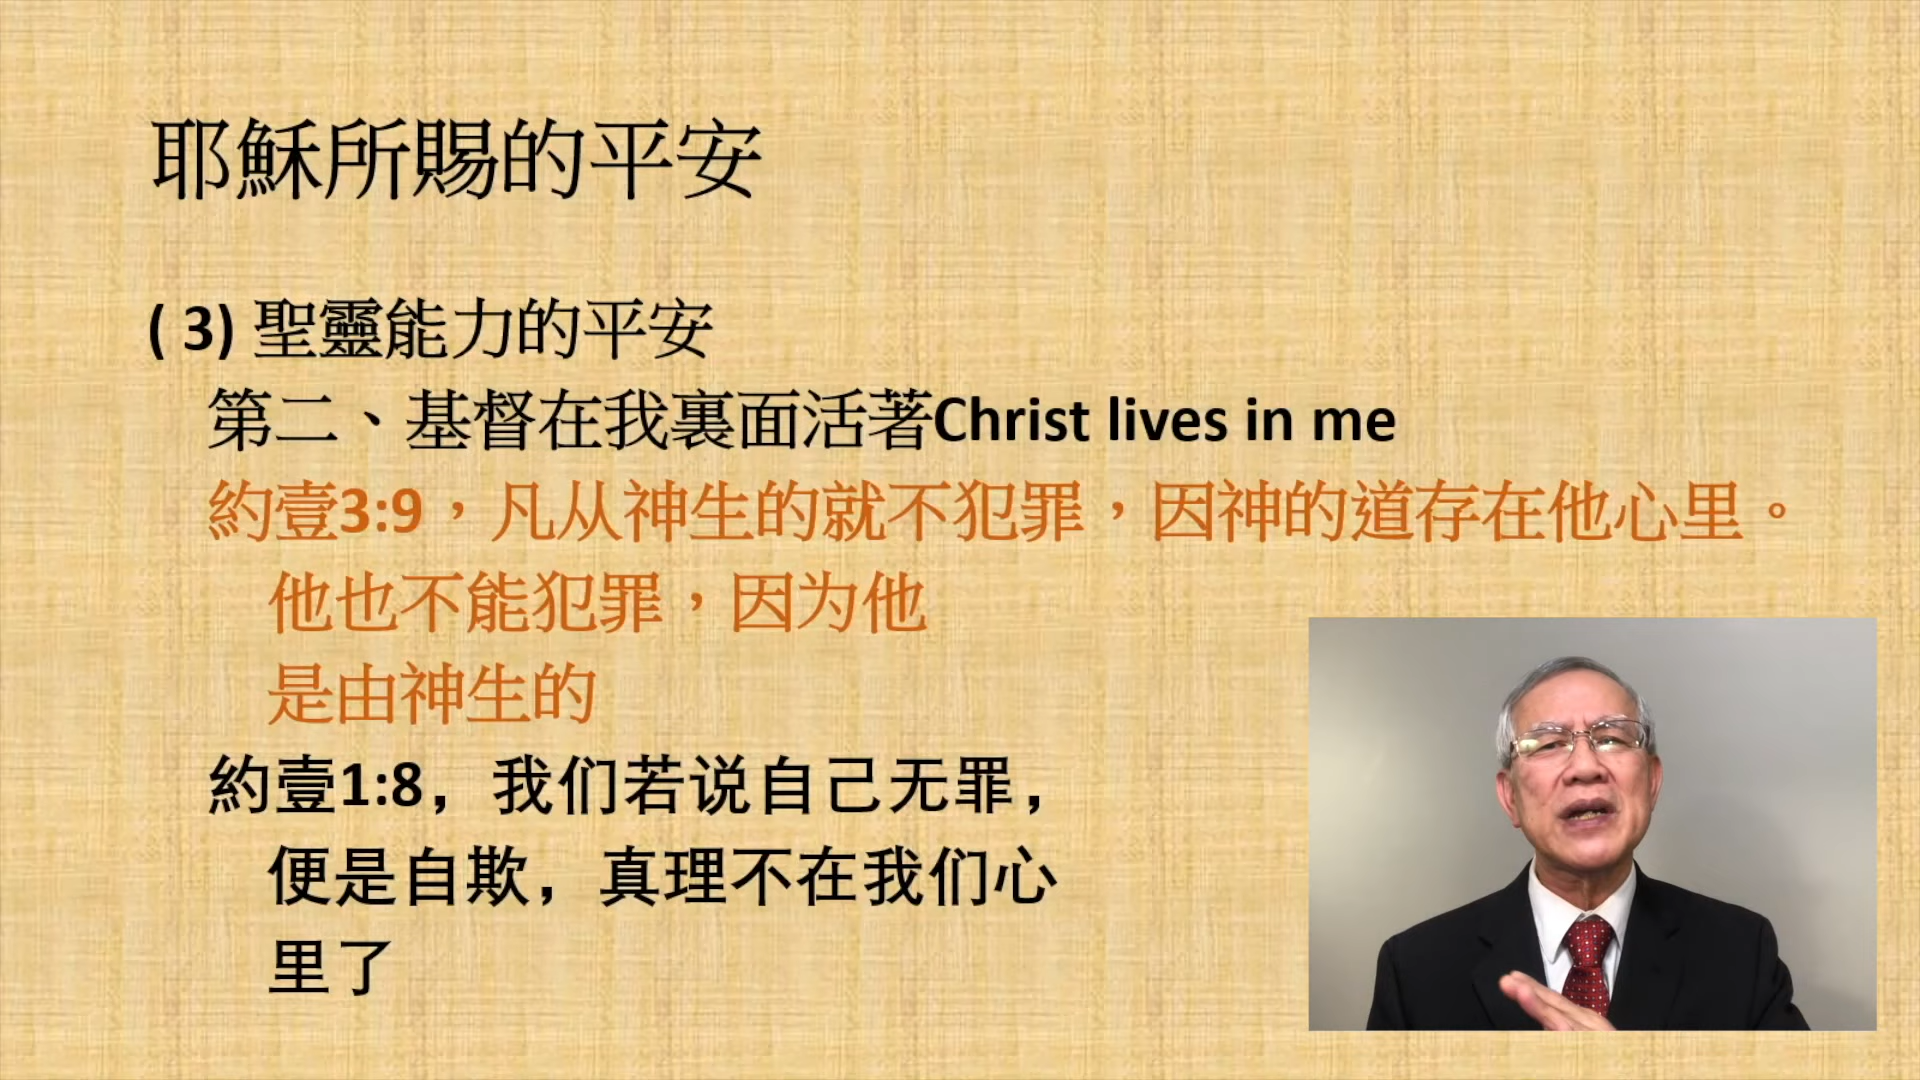 耶穌所賜的平安
( 3) 聖靈能力的平安
第二、基督在我裏面活著Christ lives in me
約壹3:9，凡从神生的就不犯罪，因神的道存在他心里。
他也不能犯罪，因为他
是由神生的
約壹1:8，我们若说自己无罪，
便是自欺，真理不在我们心
里了